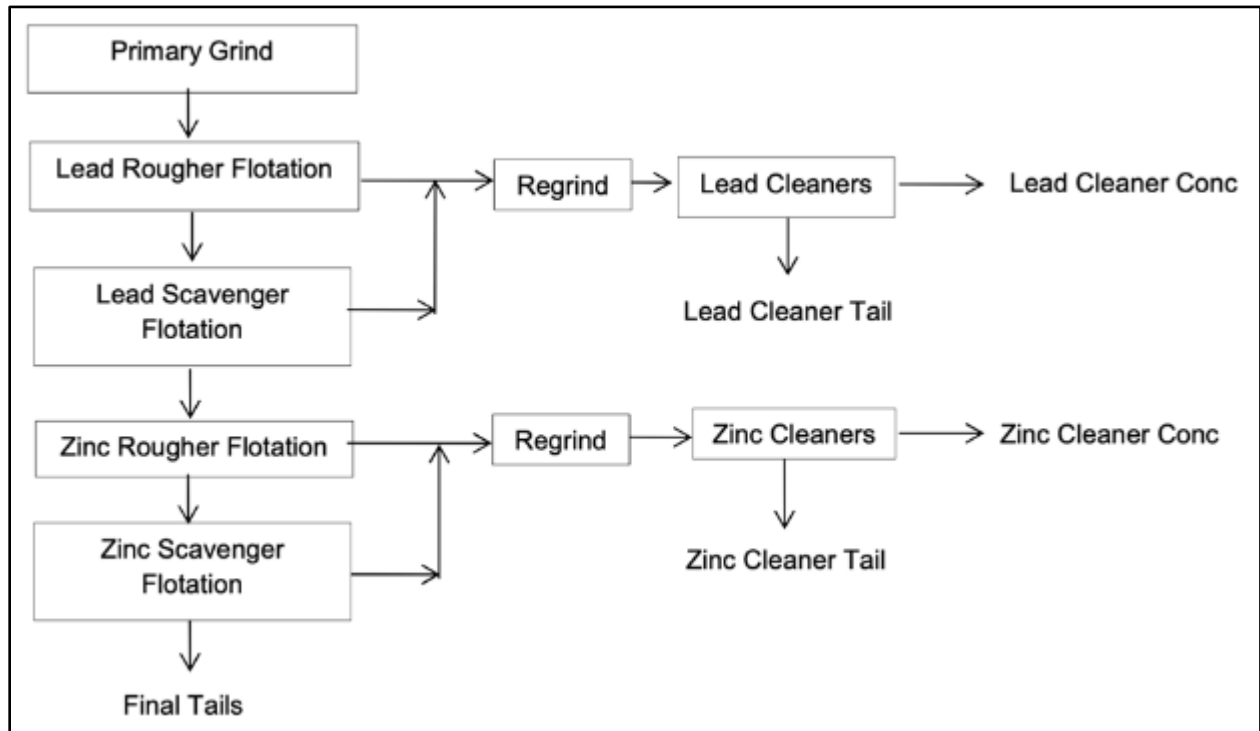 Primary Grind
Lead Rougher Flotation
Regrind
Lead Cleaners
Lead Cleaner Conc
Lead Scavenger
Flotation
Lead Cleaner Tail
Zinc Rougher Flotation
Regrind
Zinc Cleaners
Zinc Cleaner Conc
Zinc Scavenger
Flotation
Zinc Cleaner Tail
Final Tails